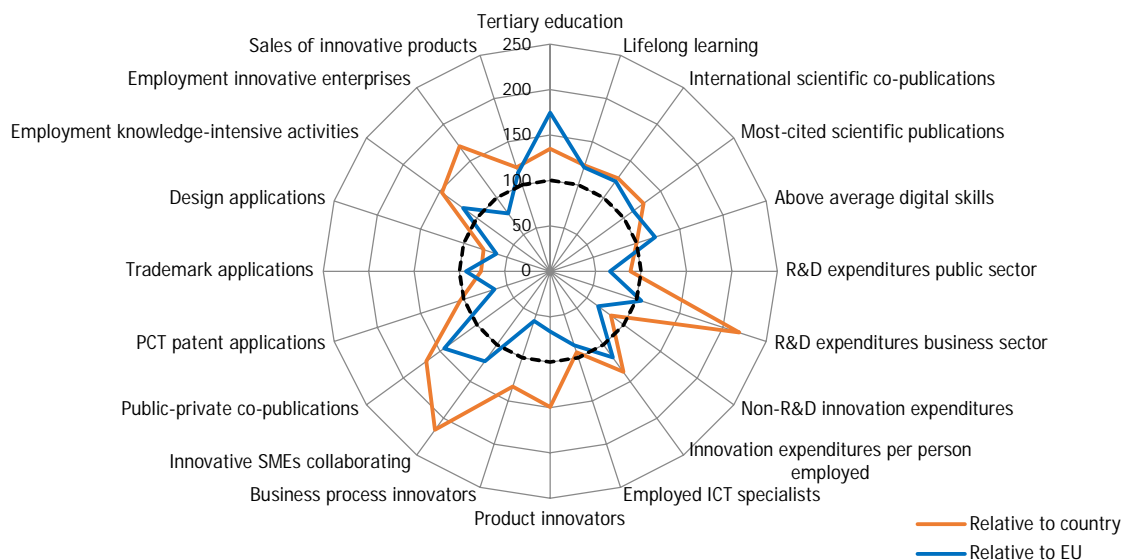 Tertiary education
250
Sales of innovative products
Lifelong learning
Employment innovative enterprises
200
International scientific co-publications
Employment knowledge-intensive activities
150
Most-cited scientific publications
100
Design applications
Above average digital skills
50
Trademark applications
0
R&D expenditures public sector
PCT patent applications
R&D expenditures business sector
Public-private co-publications
Non-R&D innovation expenditures
Innovative SMEs collaborating
Innovation expenditures per person
employed
Business process innovators
Employed ICT specialists
Product innovators
Relative to country
Relative to EU